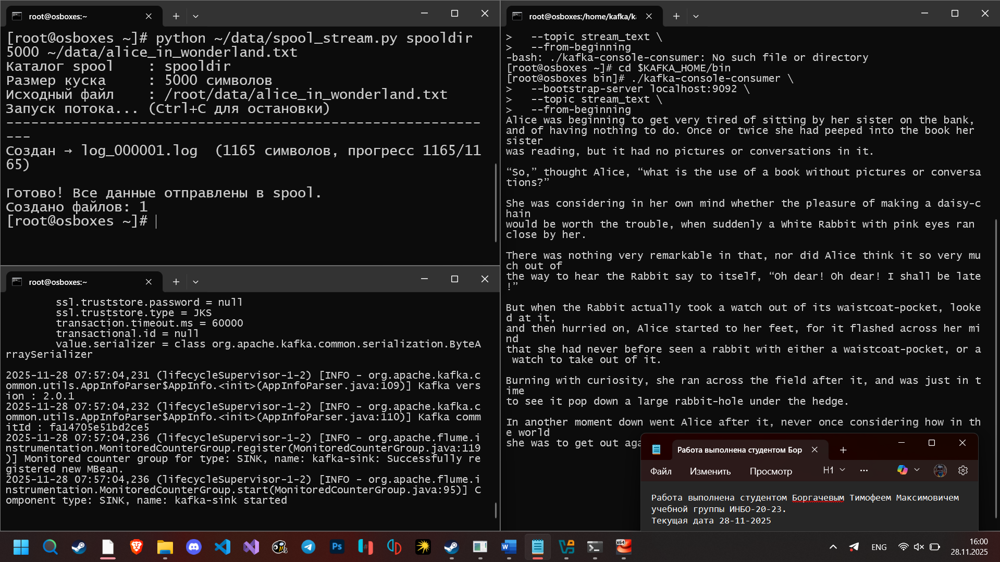 root@osboxes:~
[root@osboxes ~]# python ~/data/spool_stream.py spooldir
5000 ~/data/alice_in_wonderland.txt
Каталог spool    : spooldir
Размер куска     : 5000 символов
Исходный файл    : /root/data/alice_in_wonderland.txt
Запуск потока... (Ctrl+C для остановки)
---------------------------------------------------------
---
Создан → log_000001.log  (1165 символов, прогресс 1165/11
65)
Готово! Все данные отправлены в spool.
Создано файлов: 1
[root@osboxes ~]#
root@osboxes:~
ssl.truststore.password = null
ssl.truststore.type = JKS
transaction.timeout.ms = 60000
transactional.id = null
value.serializer = class org.apache.kafka.common.serialization.ByteA
rraySerializer
2025-11-28 07:57:04,231 (lifecycleSupervisor-1-2) [INFO - org.apache.kafka.c
ommon.utils.AppInfoParser$AppInfo.<init>(AppInfoParser.java:109)] Kafka vers
ion : 2.0.1
2025-11-28 07:57:04,232 (lifecycleSupervisor-1-2) [INFO - org.apache.kafka.c
ommon.utils.AppInfoParser$AppInfo.<init>(AppInfoParser.java:110)] Kafka comm
itId : fa14705e51bd2ce5
2025-11-28 07:57:04,236 (lifecycleSupervisor-1-2) [INFO - org.apache.flume.i
nstrumentation.MonitoredCounterGroup.register(MonitoredCounterGroup.java:119
)] Monitored counter group for type: SINK, name: kafka-sink: Successfully re
gistered new MBean.
2025-11-28 07:57:04,236 (lifecycleSupervisor-1-2) [INFO - org.apache.flume.i
nstrumentation.MonitoredCounterGroup.start(MonitoredCounterGroup.java:95)] C
omponent type: SINK, name: kafka-sink started
root@osboxes:/home/kafka/k
>   --topic stream_text \
>   --from-beginning
-bash: ./kafka-console-consumer: No such file or directory
[root@osboxes ~]# cd $KAFKA_HOME/bin
[root@osboxes bin]# ./kafka-console-consumer \
>   --bootstrap-server localhost:9092 \
>   --topic stream_text \
>   --from-beginning
Alice was beginning to get very tired of sitting by her sister on the bank,
and of having nothing to do. Once or twice she had peeped into the book her
sister
was reading, but it had no pictures or conversations in it.
“So,” thought Alice, “what is the use of a book without pictures or conversa
tions?”
She was considering in her own mind whether the pleasure of making a daisy-c
hain
would be worth the trouble, when suddenly a White Rabbit with pink eyes ran
close by her.
There was nothing very remarkable in that, nor did Alice think it so very mu
ch out of
the way to hear the Rabbit say to itself, “Oh dear! Oh dear! I shall be late
!”
But when the Rabbit actually took a watch out of its waistcoat-pocket, looke
d at it,
and then hurried on, Alice started to her feet, for it flashed across her mi
nd
that she had never before seen a rabbit with either a waistcoat-pocket, or a
watch to take out of it.
Burning with curiosity, she ran across the field after it, and was just in t
ime
to see it pop down a large rabbit-hole under the hedge.
In another moment down went Alice after it, never once considering how in th
e world
she was to get out aga
Работа выполнена студентом Бор
Файл Изменить Просмотр H1 ...
Работа выполнена студентом Боргачевым Тимофеем Максимовичем
учебной группы ИНБО-20-23.
Текущая дата 28-11-2025
Ps
x64
ENG
16:00
28.11.2025